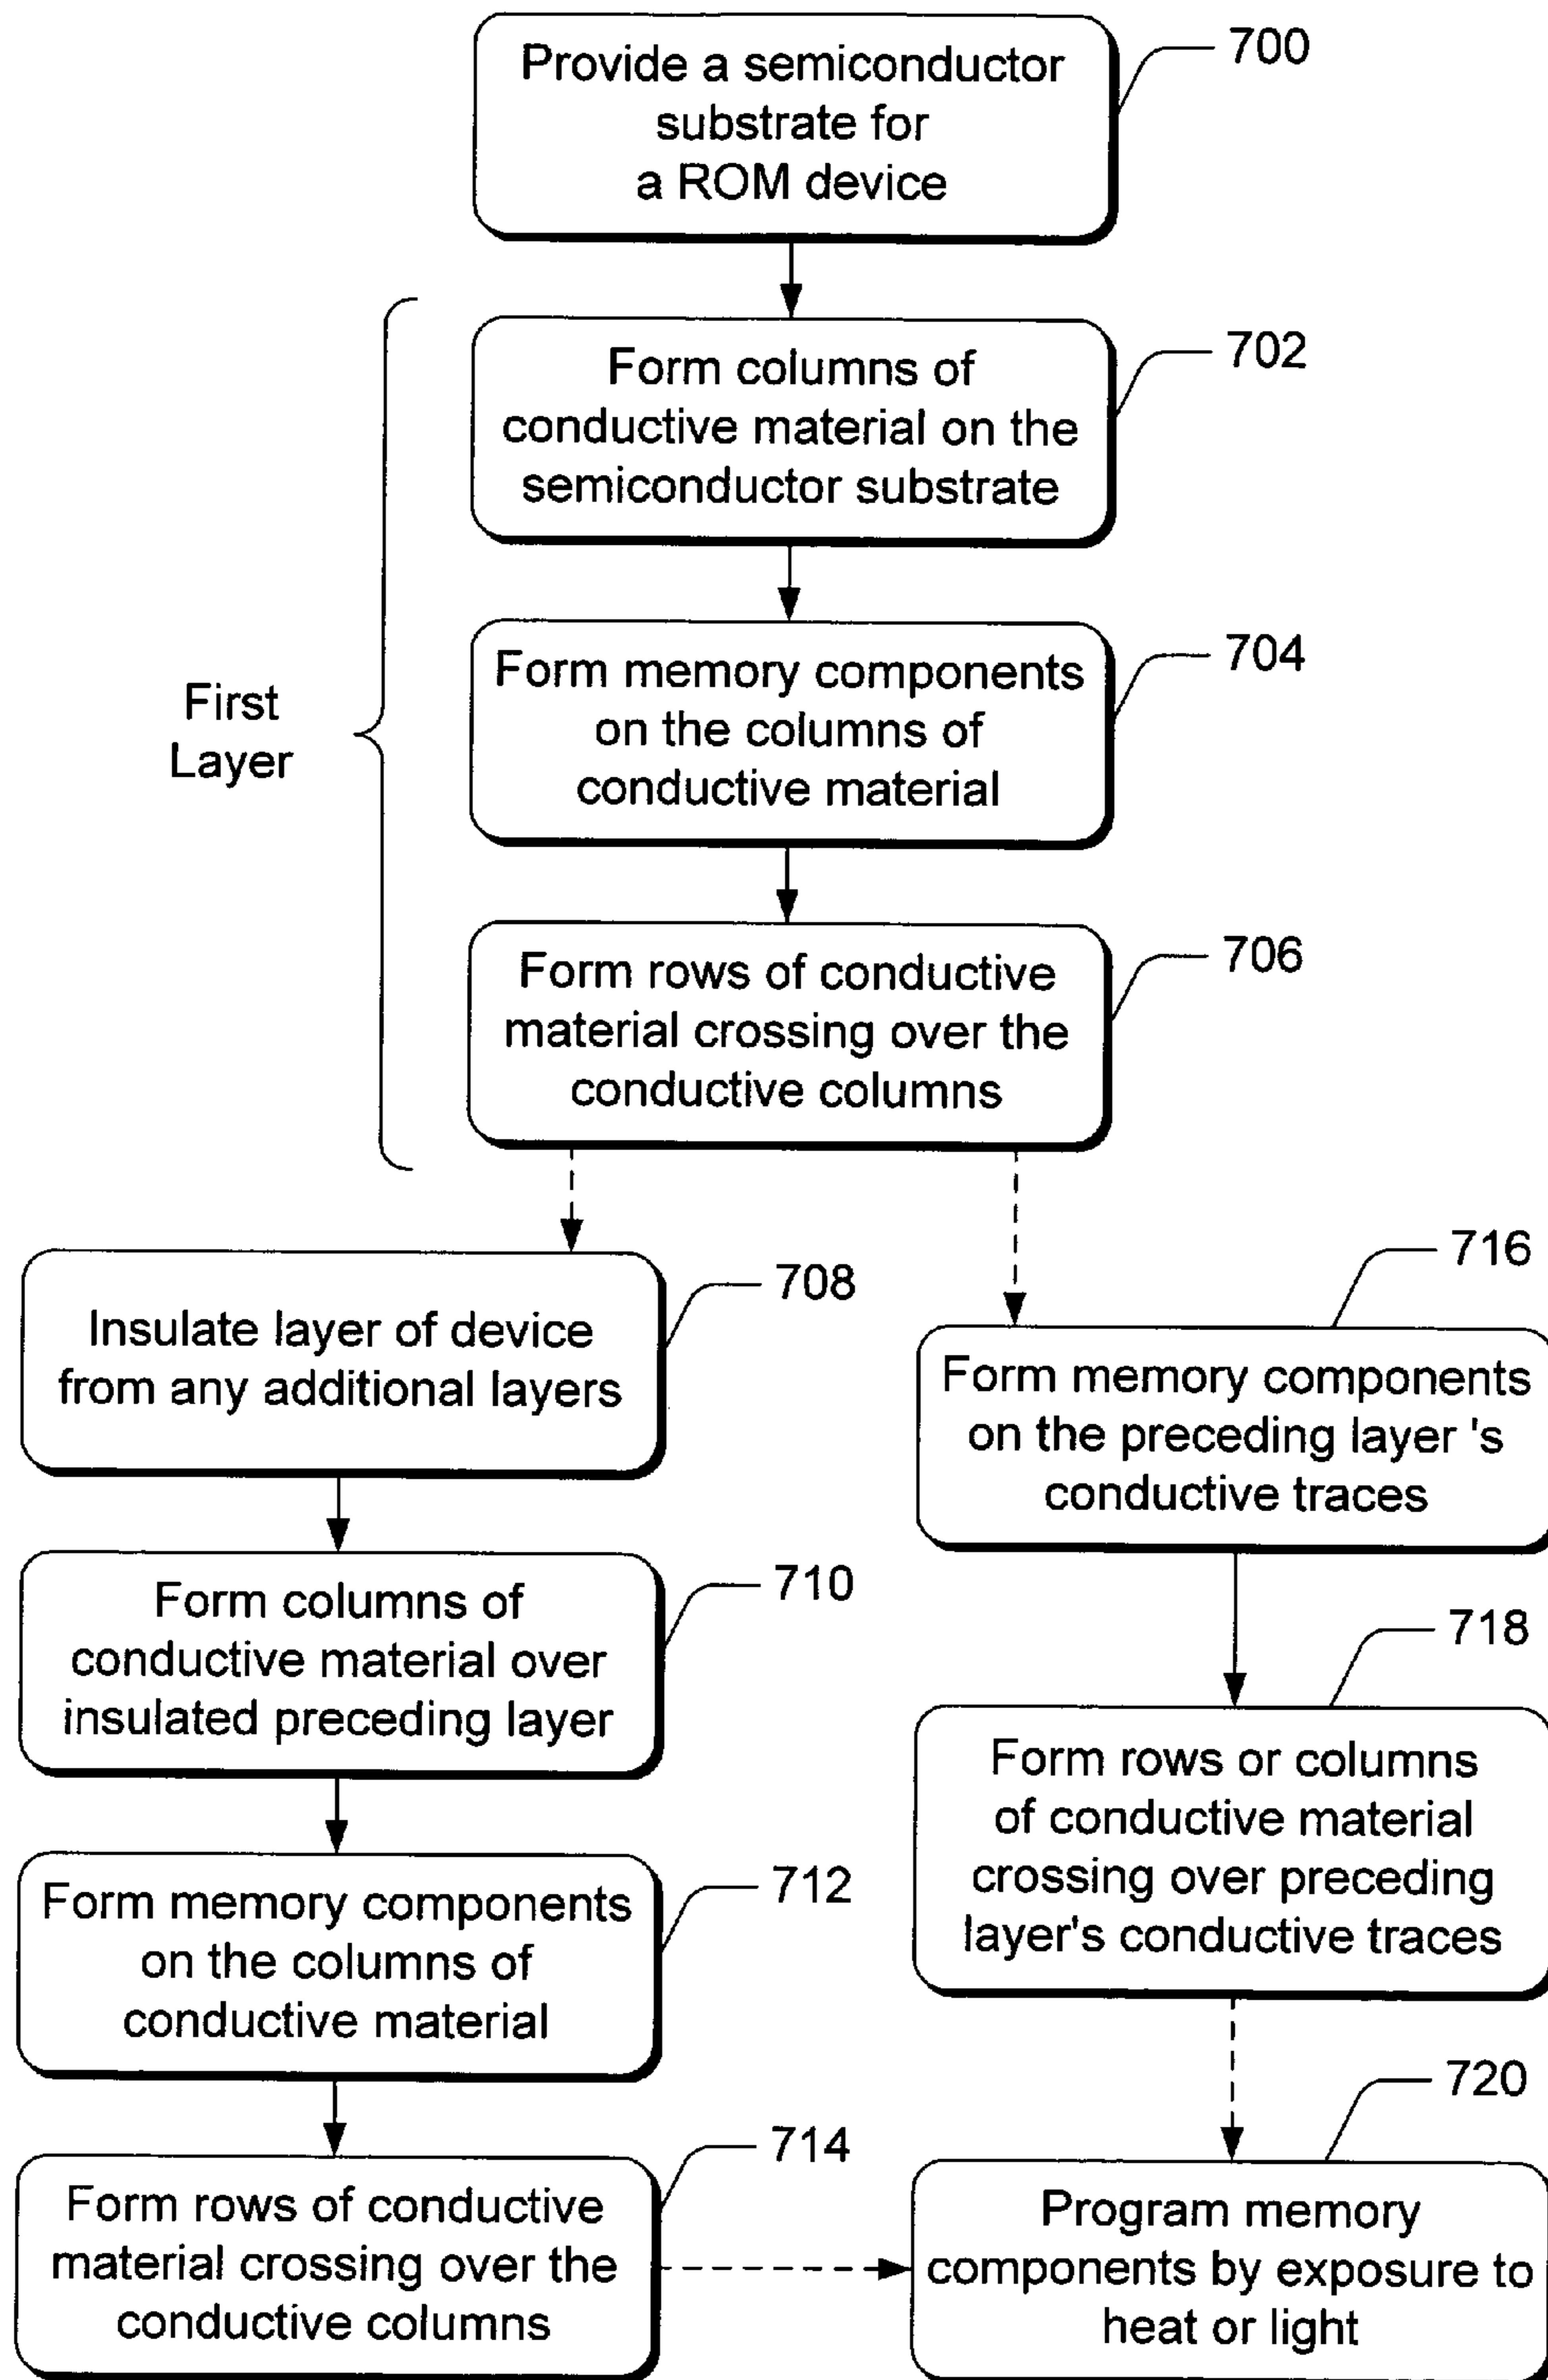 Provide a semiconductor
substrate for
a ROM device
700
Form columns of
conductive material on the
semiconductor substrate
702
First
Layer
Form memory components
on the columns of
conductive material
704
Form rows of conductive
material crossing over the
conductive columns
706
Insulate layer of device
from any additional layers
708
Form columns of
conductive material over
insulated preceding layer
710
Form memory components
on the columns of
conductive material
712
Form rows of conductive
material crossing over the
conductive columns
714
Form memory components
on the preceding layer 's
conductive traces
716
Form rows or columns
of conductive material
crossing over preceding
layer's conductive traces
718
Program memory
components by exposure to
heat or light
720